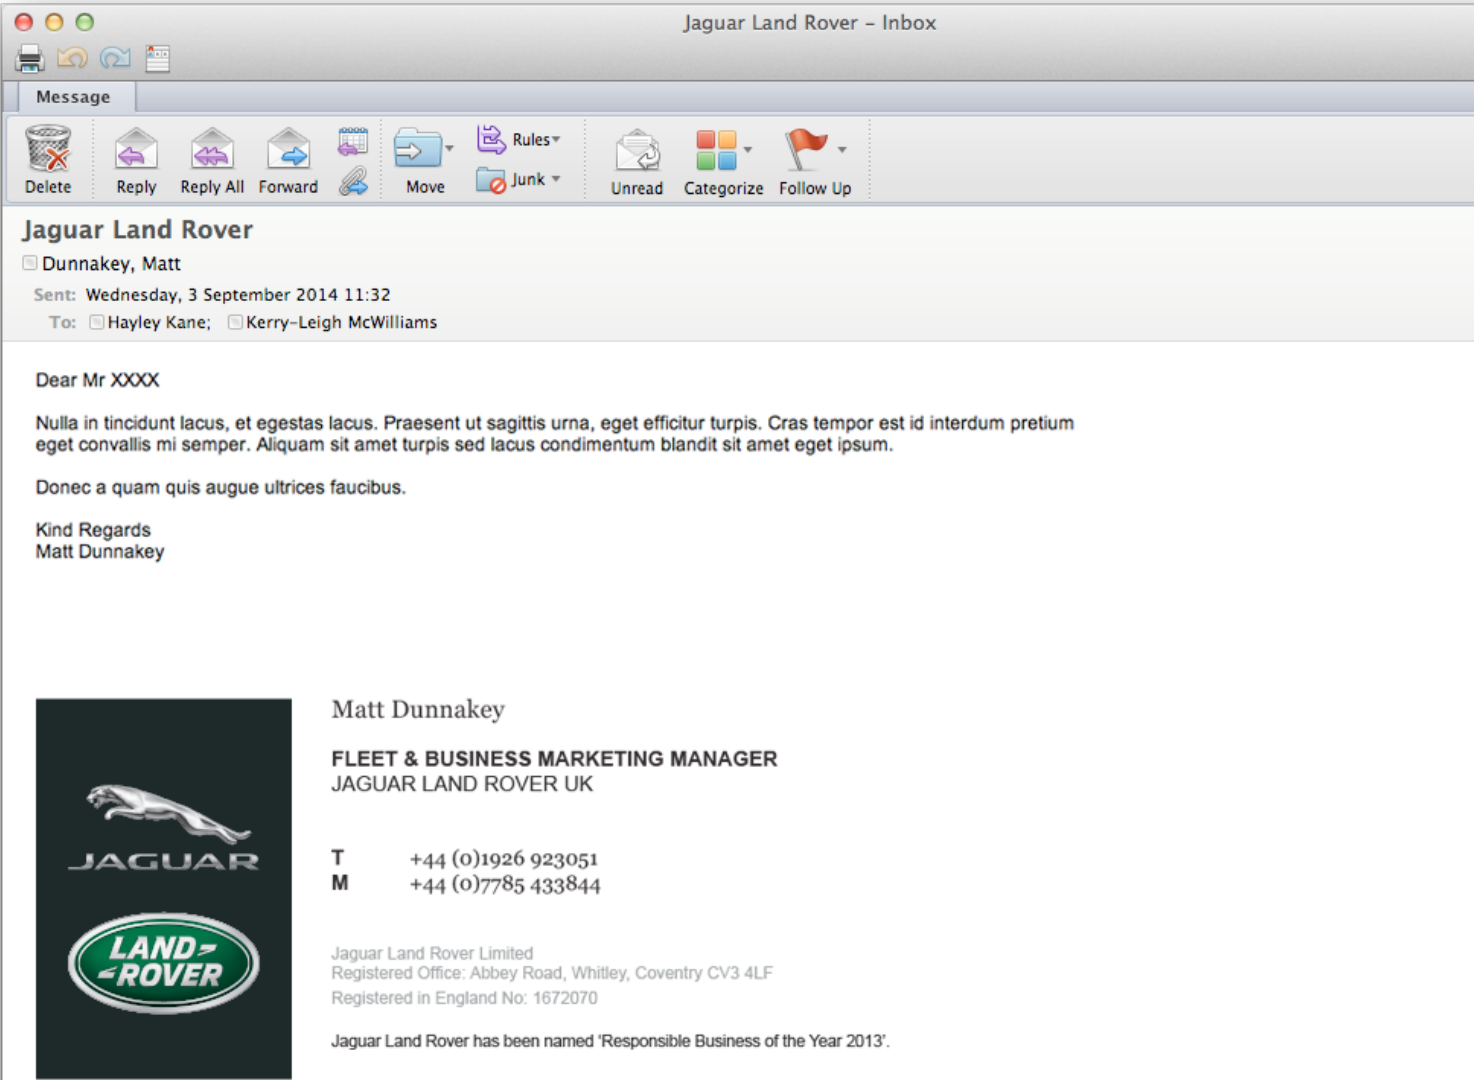 Jaguar Land Rover – Inbox
Message
Delete
Reply
Reply All
Forward
Move
Rules
Junk
Unread
Categorize
Follow Up
Jaguar Land Rover
Dunnakey, Matt
Sent: Wednesday, 3 September 2014 11:32
To: Hayley Kane; Kerry-Leigh McWilliams
Dear Mr XXXX
Nulla in tincidunt lacus, et egestas lacus. Praesent ut sagittis urna, eget efficitur turpis. Cras tempor est id interdum pretium
eget convallis mi semper. Aliquam sit amet turpis sed lacus condimentum blandit sit amet eget ipsum.
Donec a quam quis augue ultrices faucibus.
Kind Regards
Matt Dunnakey
JAGUAR
LAND-
-ROVER
Matt Dunnakey
FLEET & BUSINESS MARKETING MANAGER
JAGUAR LAND ROVER UK
T +44 (0)1926 923051
M +44 (0)7785 433844
Jaguar Land Rover Limited
Registered Office: Abbey Road, Whitley, Coventry CV3 4LF
Registered in England No: 1672070
Jaguar Land Rover has been named 'Responsible Business of the Year 2013'.